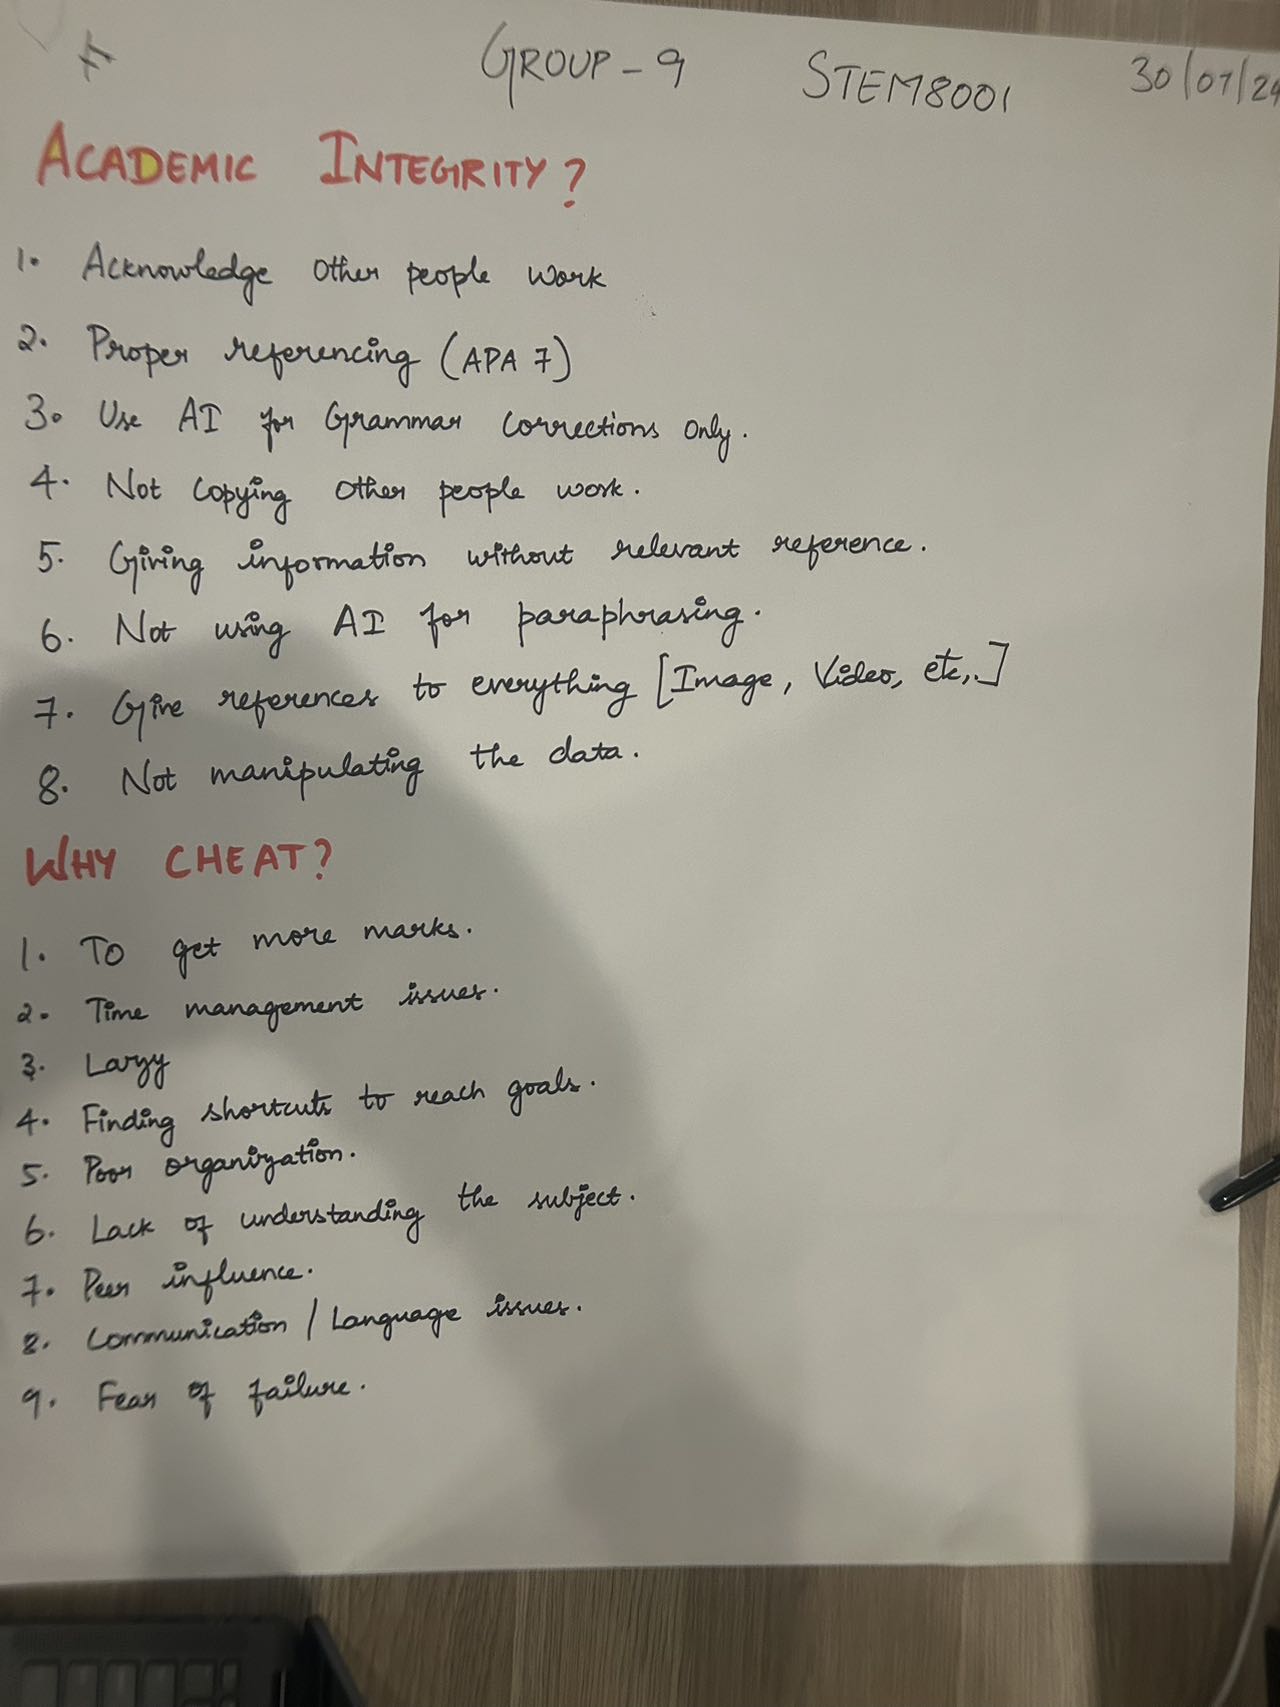 GROUP-9 STEM8001 30/07/24
ACADEMIC INTEGRITY?
1. Acknowledge other people work
2. Proper referencing (APA 7)
3. Use AI for Grammar Corrections only.
4. Not copying other people work.
5. Giving information without relevant reference.
6. Not using AI for paraphrasing.
7. Give references to everything [Image, Video, etc,.]
8. Not manipulating the data.
WHY CHEAT?
1. To get more marks.
2. Time management issues.
3. Lazyy
4. Finding shortcuts to reach goals.
5. Poor organization.
6. Lack of understanding the subject.
7. Peer influence.
8. Communication / Language issues.
9. Fear of failure.